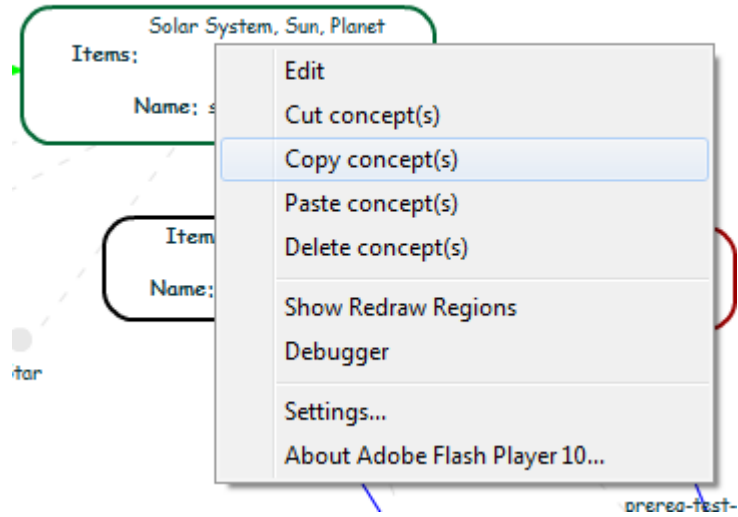 Solar System, Sun, Planet
Items:
Name: s
Edit
Cut concept(s)
Copy concept(s)
Paste concept(s)
Delete concept(s)
Item
Name:
Show Redraw Regions
Debugger
tar
Settings...
About Adobe Flash Player 10...
prereq-test-